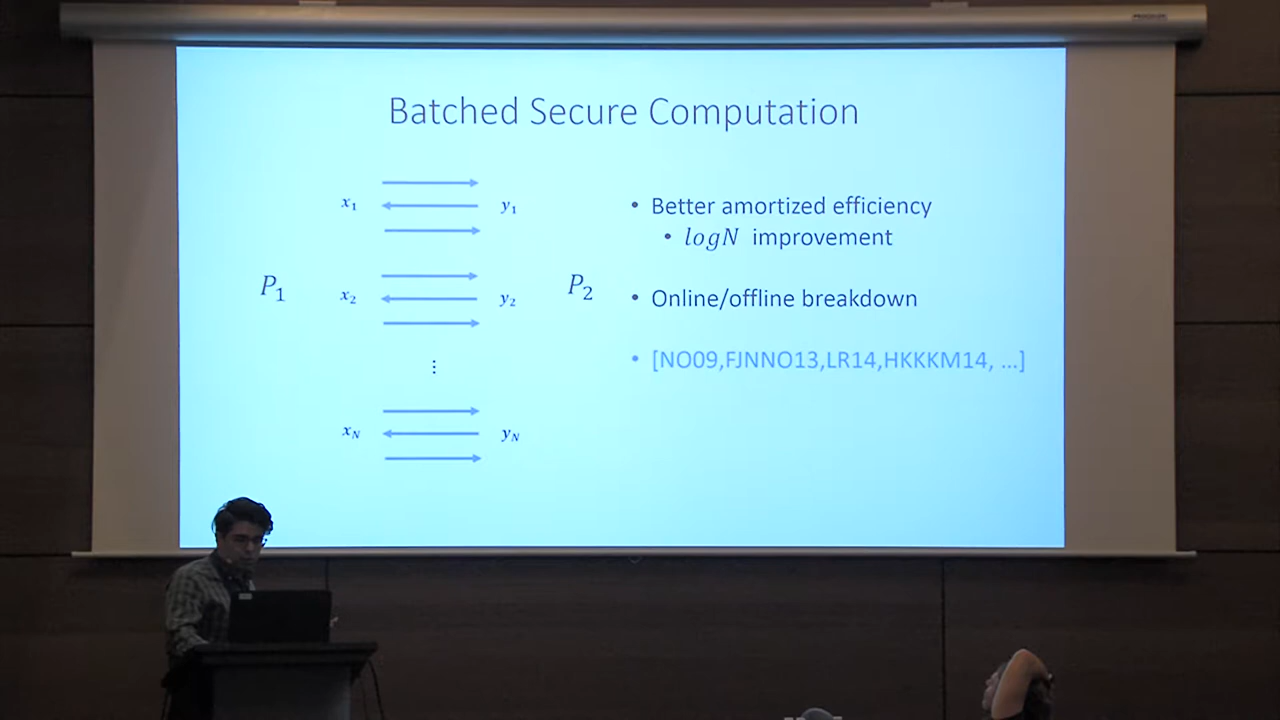 Batched Secure Computation
x₁ y₁
• Better amortized efficiency
• logN improvement
P₁ x₂ y₂ P₂
• Online/offline breakdown
⋮
• [NO09,FJNNO13,LR14,HKKKM14, ...]
x_N y_N